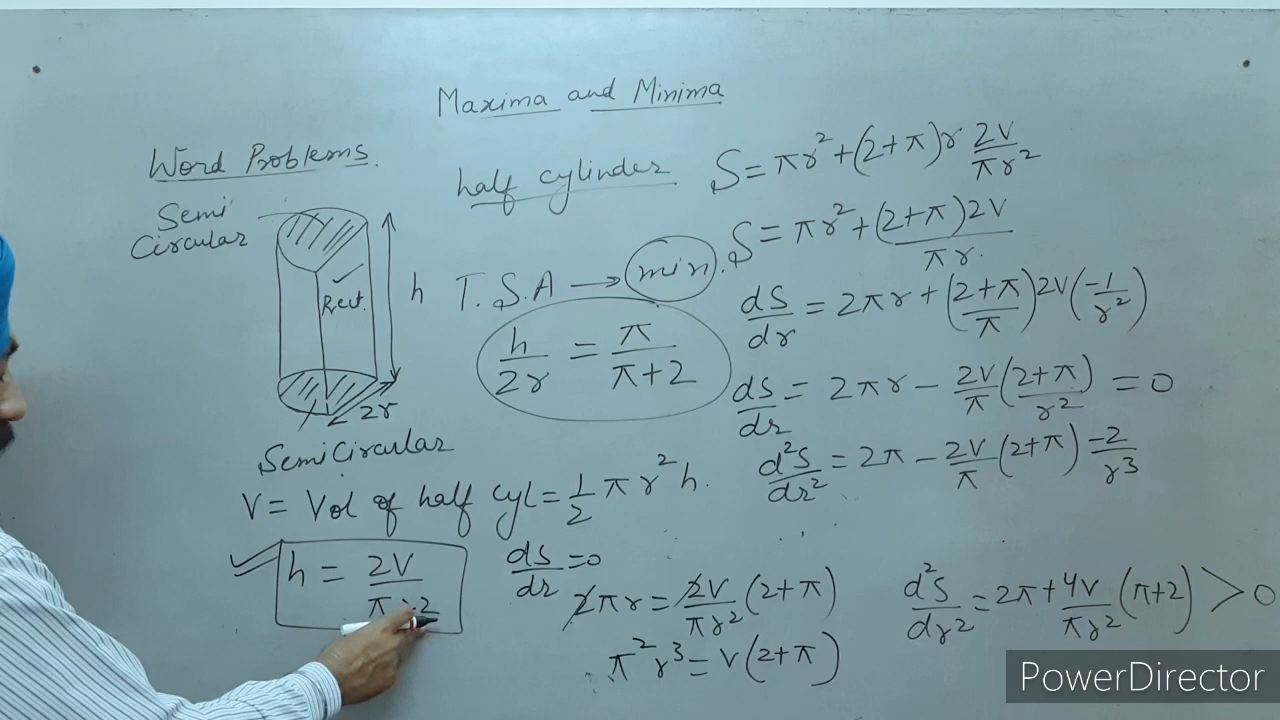 Maxima and Minima
Word Problems.
half cylinder
Semi
Circular
Rect.
h
2r
SemiCircular
T.S.A → min.
h/2r = π/(π+2)
V = Vol of half cyl = 1/2 πr²h.
h = 2V/πr²
S = πr² + (2+π)r 2V/πr²
S = πr² + (2+π)2V/πr.
dS/dr = 2πr + ((2+π)/π)2V(-1/r²)
dS/dr = 2πr - 2V/π ((2+π)/r²) = 0
d²S/dr² = 2π - 2V/π (2+π) -2/r³
dS/dr = 0
2πr = 2V/πr² (2+π)
π²r³ = V(2+π)
d²S/dr² = 2π + 4V/πr² (π+2) > 0
PowerDirector